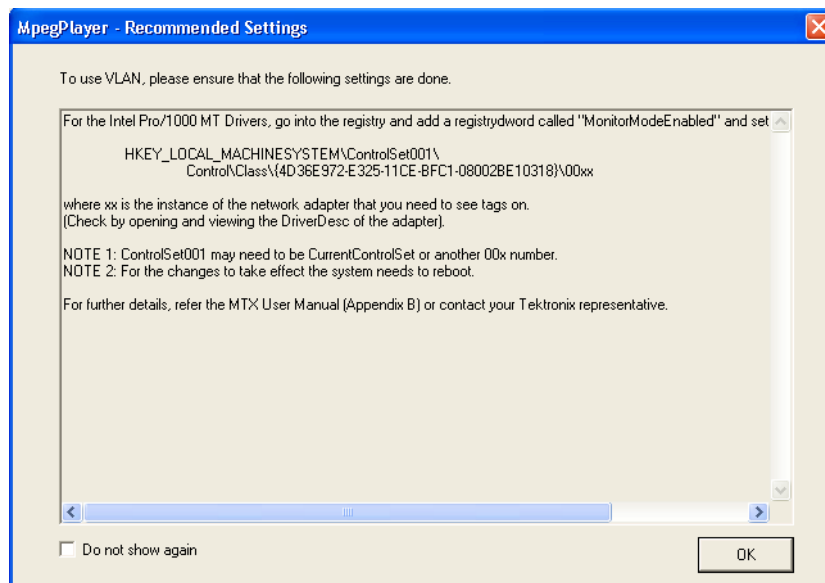 MpegPlayer - Recommended Settings
To use VLAN, please ensure that the following settings are done.
For the Intel Pro/1000 MT Drivers, go into the registry and add a registrydword called "MonitorModeEnabled" and set
HKEY_LOCAL_MACHINESYSTEM\ControlSet001\
Control\Class\{4D36E972-E325-11CE-BFC1-08002BE10318}\00xx
where xx is the instance of the network adapter that you need to see tags on.
(Check by opening and viewing the DriverDesc of the adapter).
NOTE 1: ControlSet001 may need to be CurrentControlSet or another 00x number.
NOTE 2: For the changes to take effect the system needs to reboot.
For further details, refer the MTX User Manual (Appendix B) or contact your Tektronix representative.
Do not show again
OK